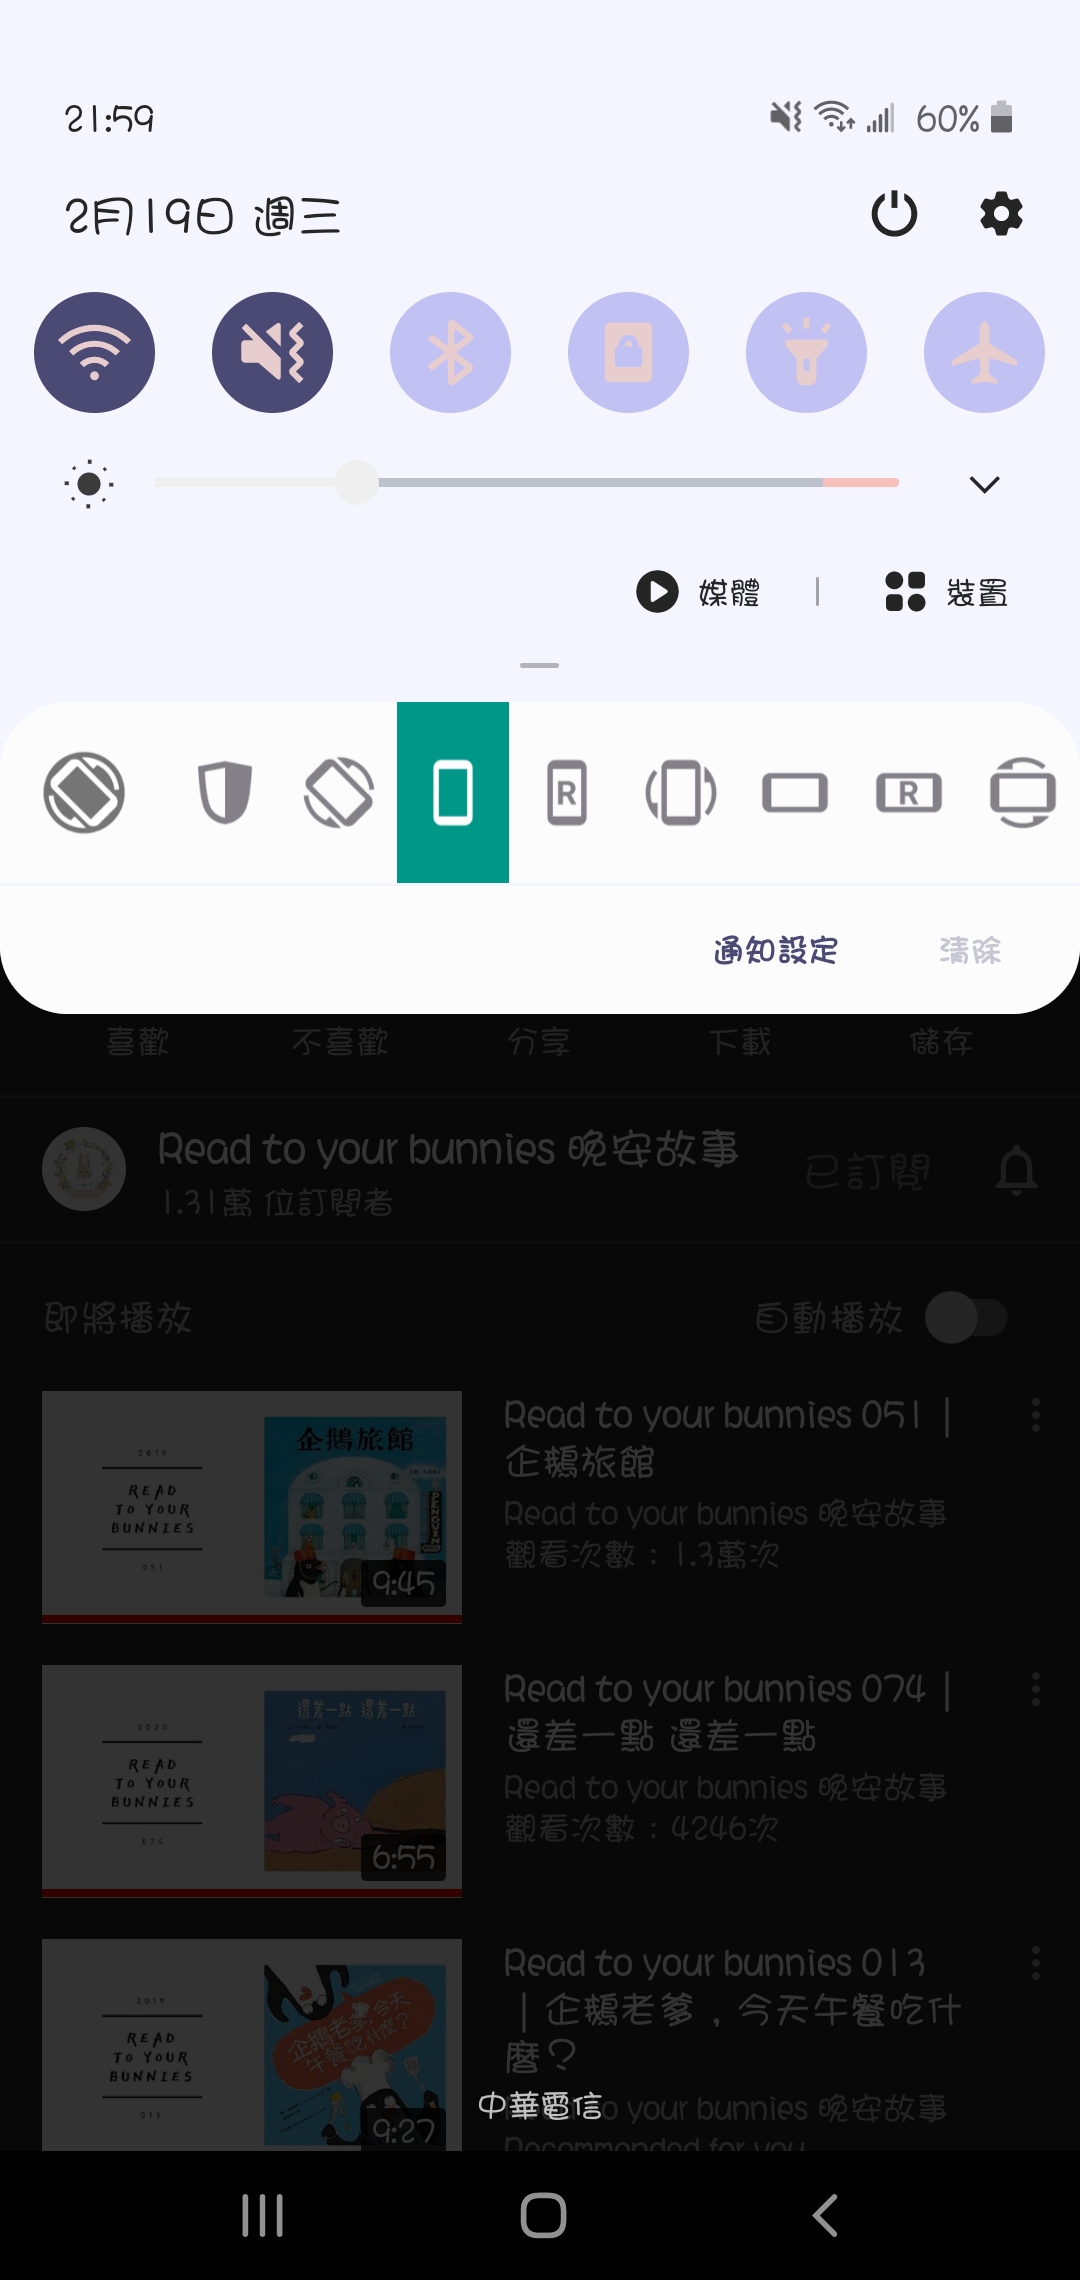 21:59
60%
2月19日 週三
媒體
裝置
R
R
通知設定
清除
喜歡
不喜歡
分享
下載
儲存
Read to your bunnies 晚安故事
已訂閱
1.31萬 位訂閱者
即將播放
自動播放
2019
READ
TO YOUR
BUNNIES
051
企鵝旅館
PENGUIN
9:45
Read to your bunnies 051 |
企鵝旅館
Read to your bunnies 晚安故事
觀看次數：1.3萬次
2020
READ
TO YOUR
BUNNIES
074
還差一點 還差一點
6:55
Read to your bunnies 074 |
還差一點 還差一點
Read to your bunnies 晚安故事
觀看次數：4246次
2019
READ
TO YOUR
BUNNIES
013
企鵝老爹,今天
午餐吃什麼?
9:27
Read to your bunnies 013
| 企鵝老爹，今天午餐吃什
麼？
Read to your bunnies 晚安故事
Recommended for you
中華電信